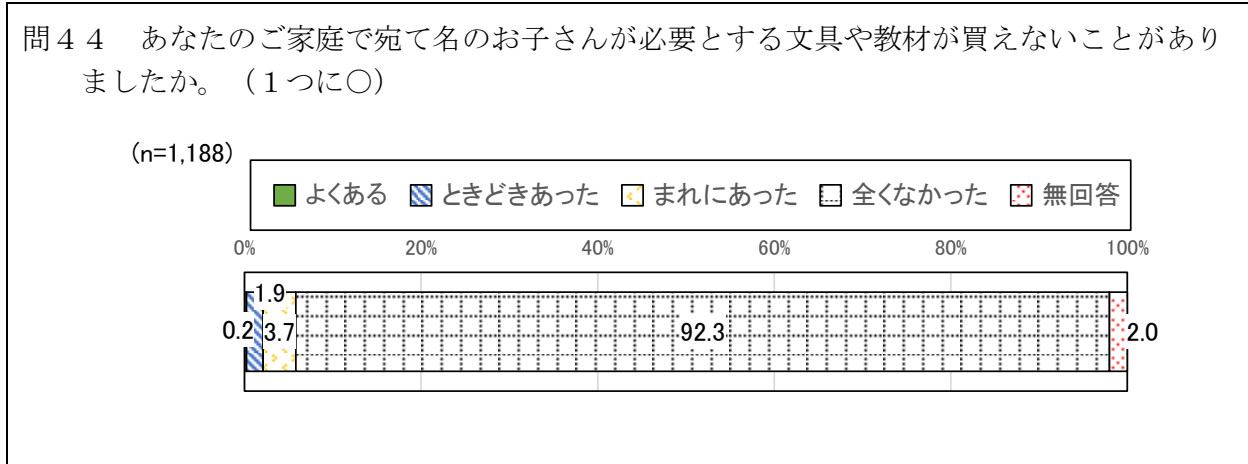 問４４　あなたのご家庭で宛て名のお子さんが必要とする文具や教材が買えないことがあり
ましたか。（１つに○）
(n=1,188)
よくある ときどきあった まれにあった 全くなかった 無回答
0% 20% 40% 60% 80% 100%
1.9
0.2 3.7 92.3 2.0